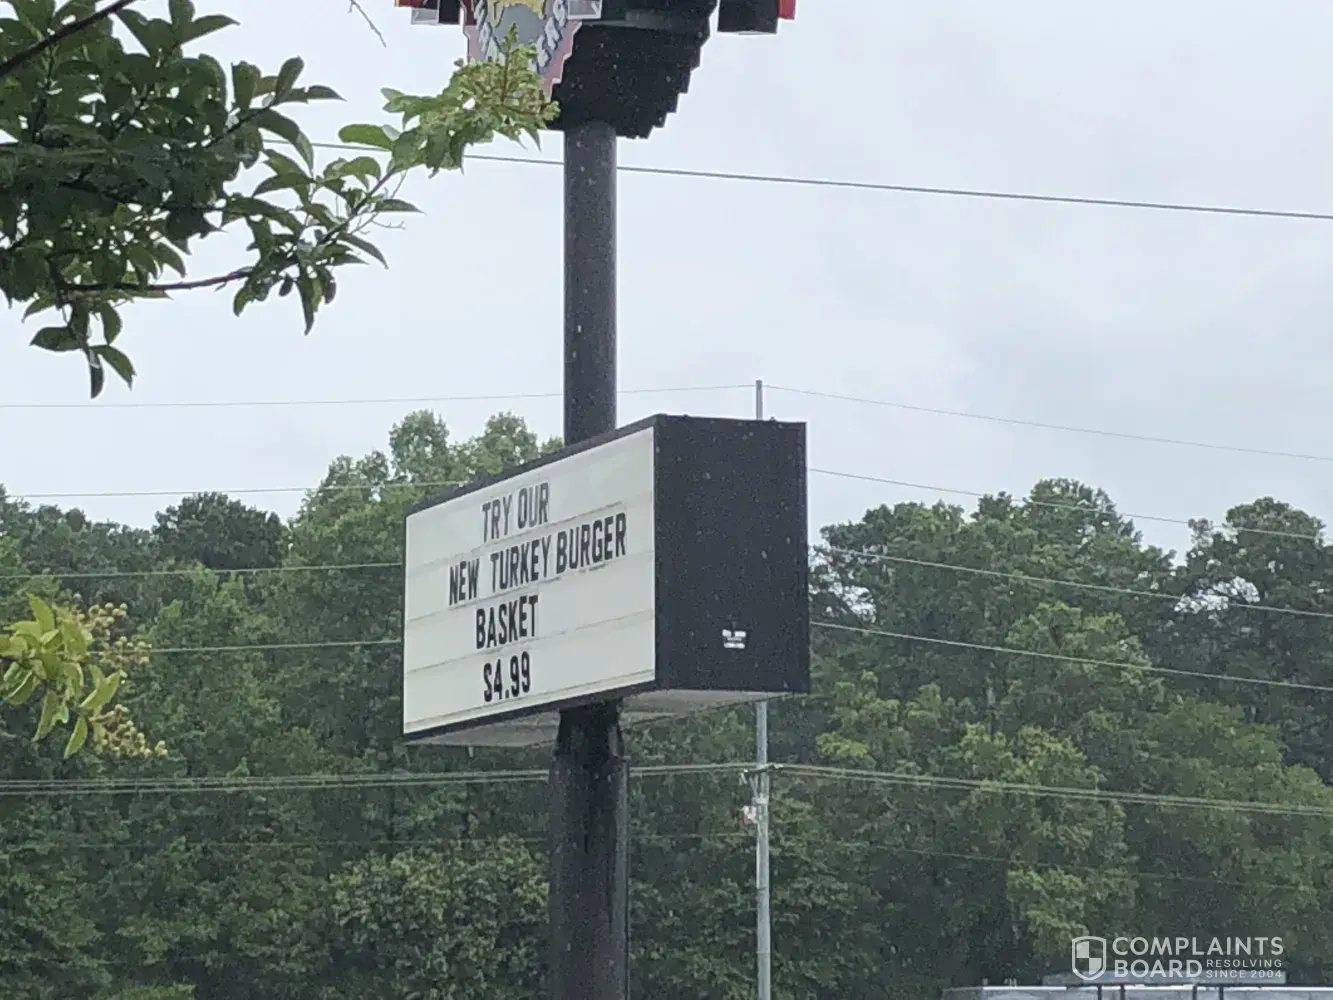 TRY OUR
NEW TURKEY BURGER
BASKET
$4.99
COMPLAINTS
BOARD RESOLVING
SINCE 2004